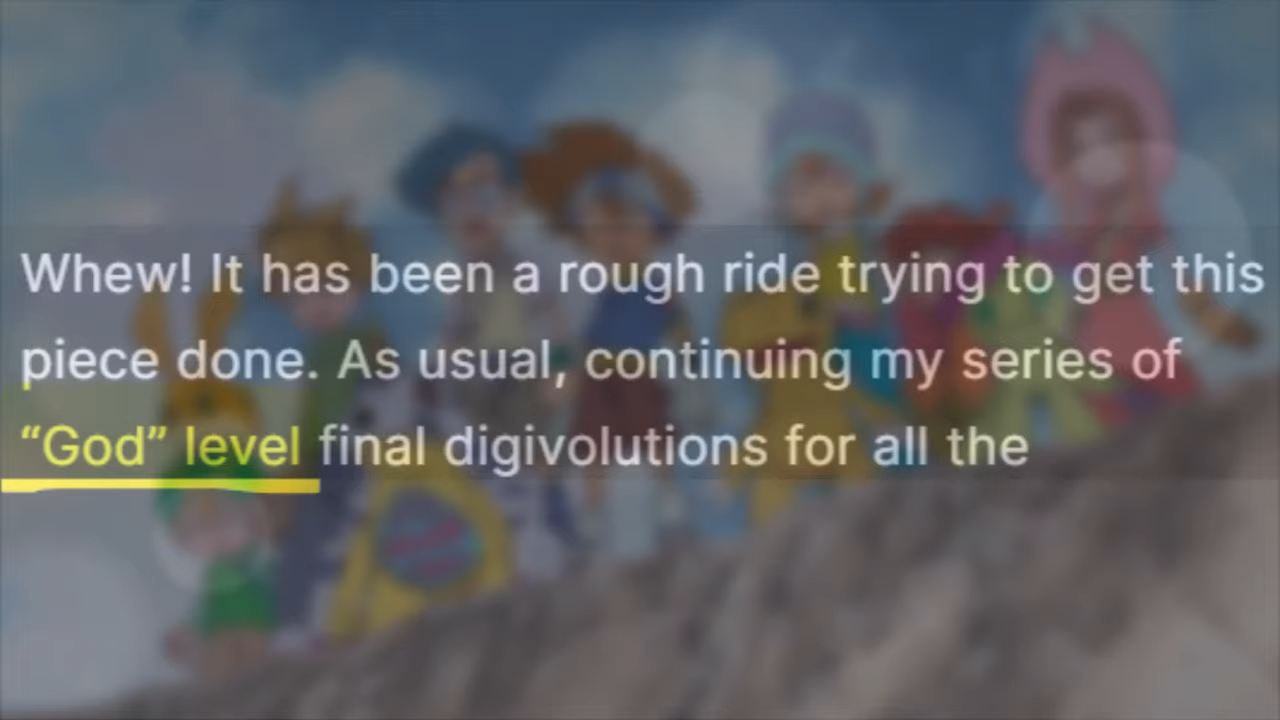 Whew! It has been a rough ride trying to get this
piece done. As usual, continuing my series of
“God” level final digivolutions for all the